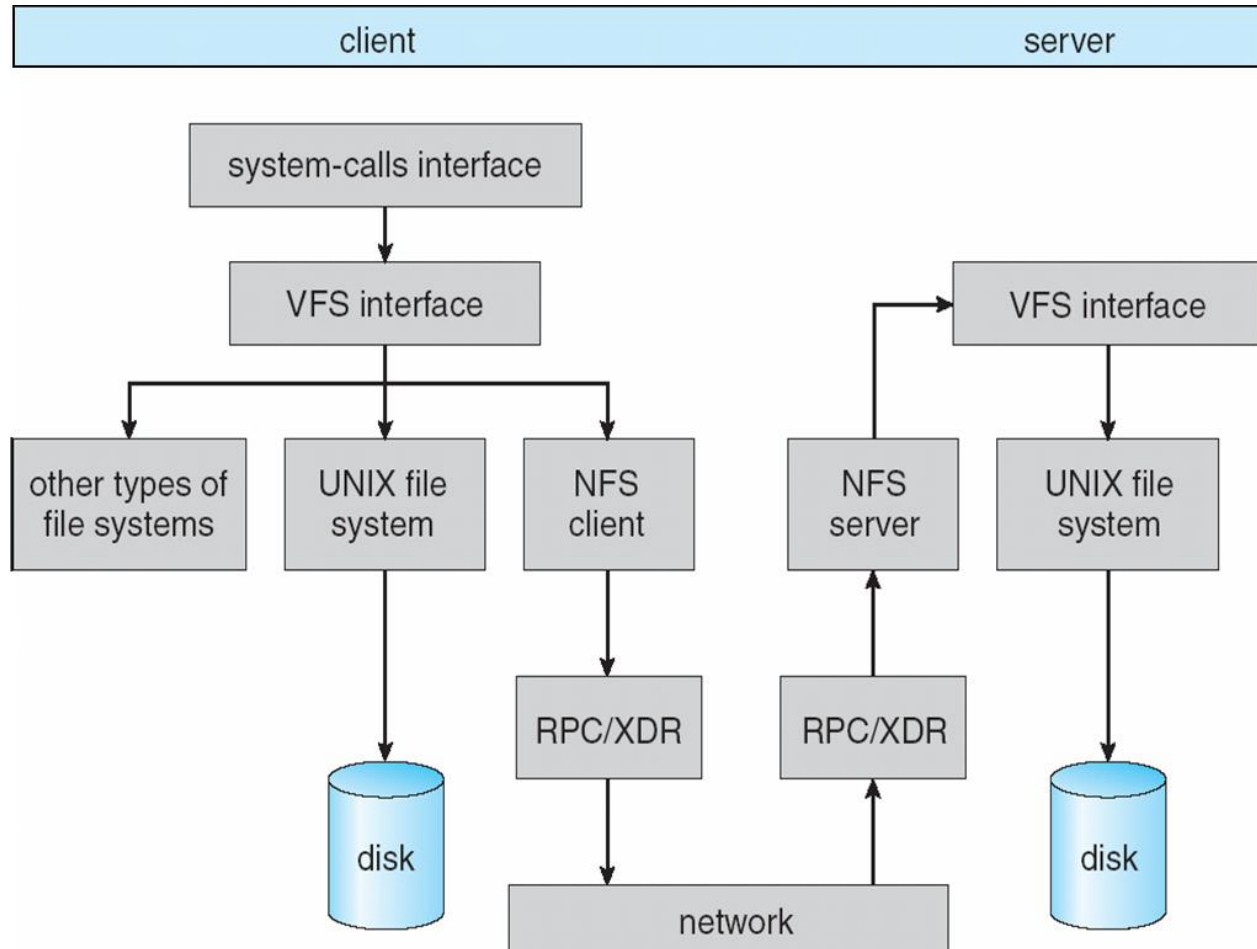 client
server
system-calls interface
VFS interface
VFS interface
other types of
file systems
UNIX file
system
NFS
client
NFS
server
UNIX file
system
RPC/XDR
RPC/XDR
disk
disk
network